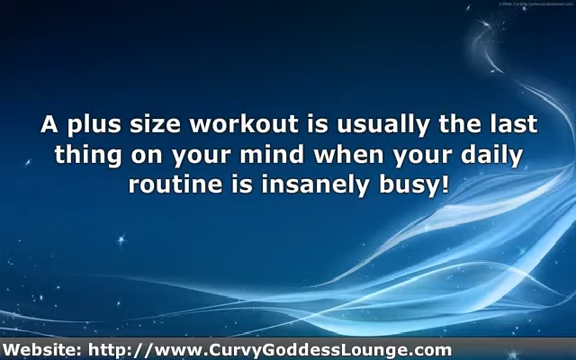 A plus size workout is usually the last
thing on your mind when your daily
routine is insanely busy!
Website: http://www.CurvyGoddessLounge.com